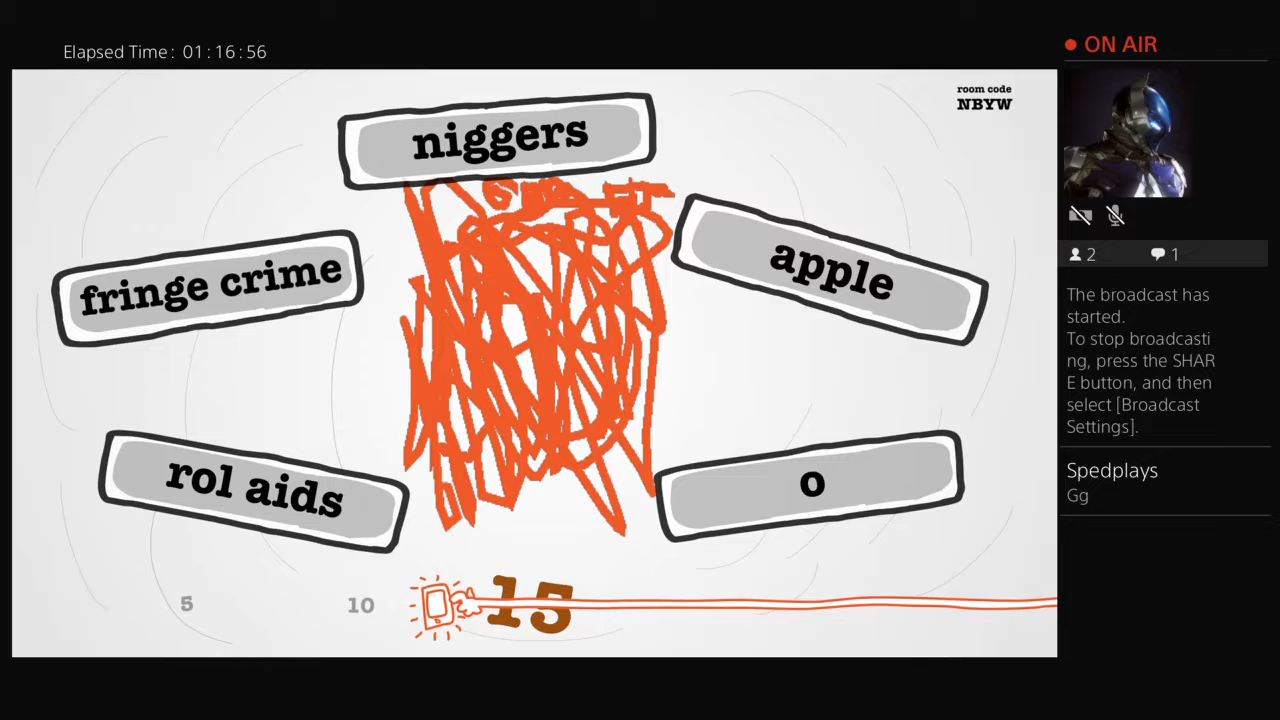 Elapsed Time: 01:16:56
ON AIR
room code
NBYW
niggers
fringe crime
apple
rol aids
o
5
10
15
2
1
The broadcast has
started.
To stop broadcasti
ng, press the SHAR
E button, and then
select [Broadcast
Settings].
Spedplays
Gg